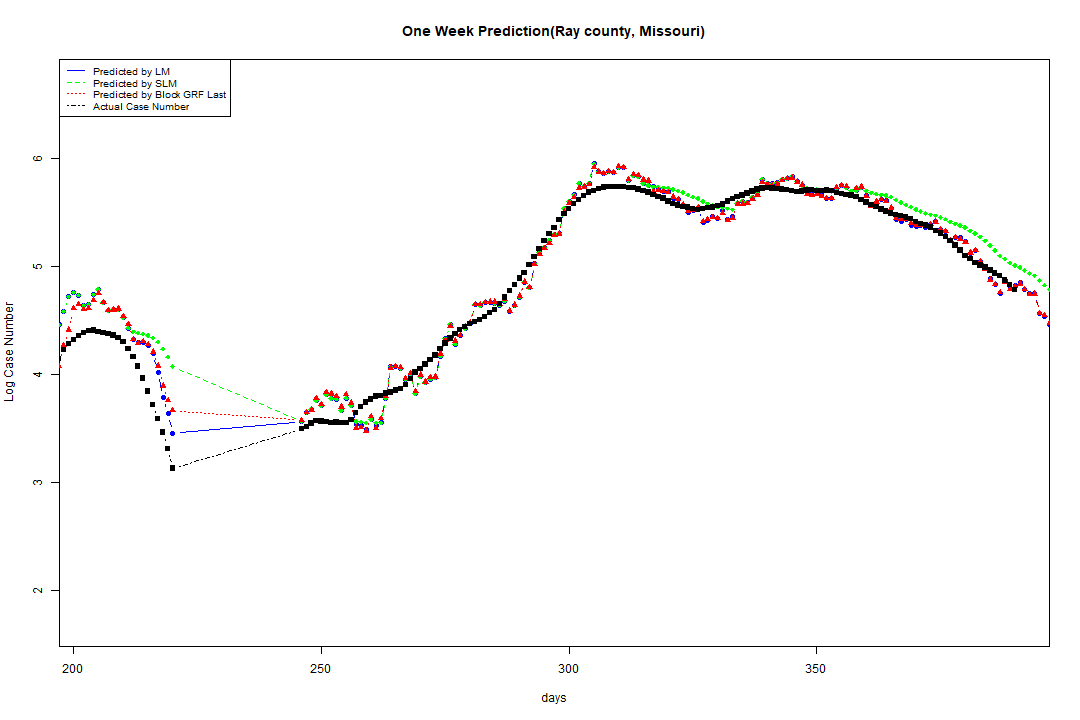 One Week Prediction(Ray county, Missouri)
Predicted by LM
Predicted by SLM
Predicted by Block GRF Last
Actual Case Number
6
5
4
3
2
Log Case Number
200 250 300 350
days